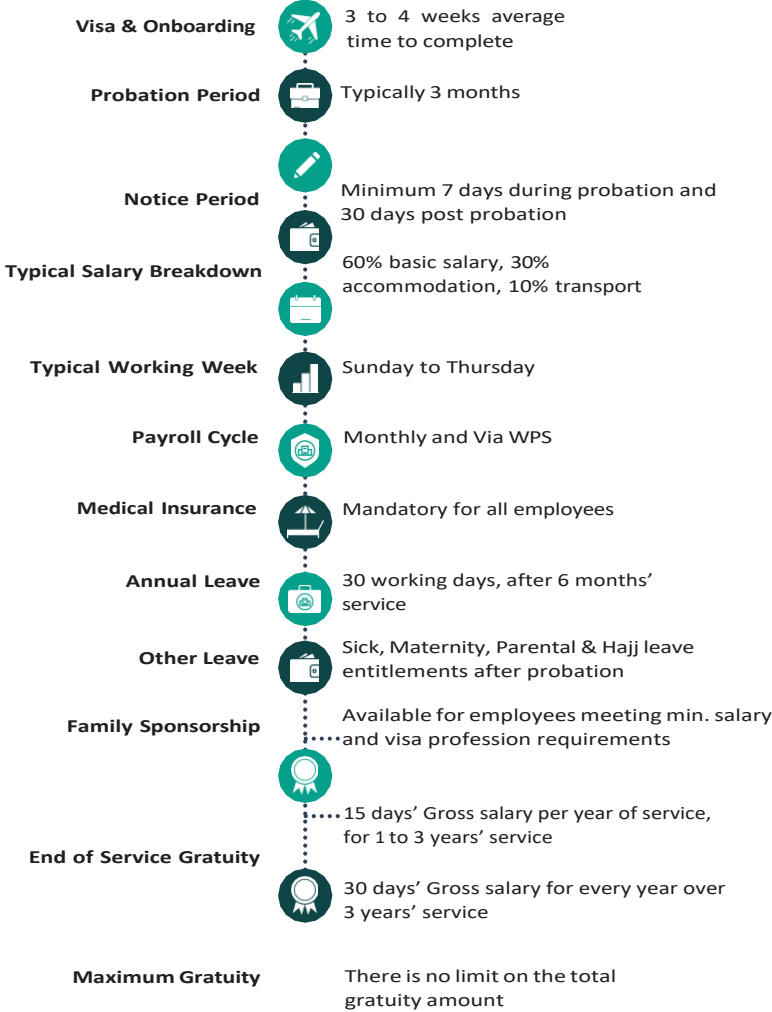 Visa & Onboarding
3 to 4 weeks average
time to complete
Probation Period
Typically 3 months
Notice Period
Minimum 7 days during probation and
30 days post probation
Typical Salary Breakdown
60% basic salary, 30%
accommodation, 10% transport
Typical Working Week
Sunday to Thursday
Payroll Cycle
Monthly and Via WPS
Medical Insurance
Mandatory for all employees
Annual Leave
30 working days, after 6 months’
service
Other Leave
Sick, Maternity, Parental & Hajj leave
entitlements after probation
Family Sponsorship
Available for employees meeting min. salary
and visa profession requirements
End of Service Gratuity
15 days’ Gross salary per year of service,
for 1 to 3 years’ service
30 days’ Gross salary for every year over
3 years’ service
Maximum Gratuity
There is no limit on the total
gratuity amount